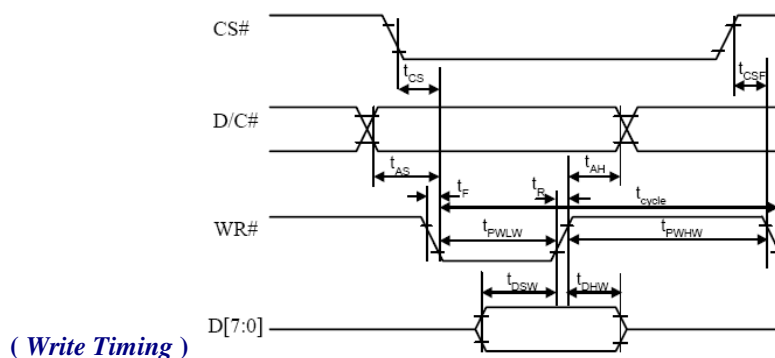 CS#
tCS
tCSF
D/C#
tAS
tF
tR
tAH
tcycle
WR#
tPWLW
tPWHW
tDSW
tDHW
D[7:0]
( Write Timing )